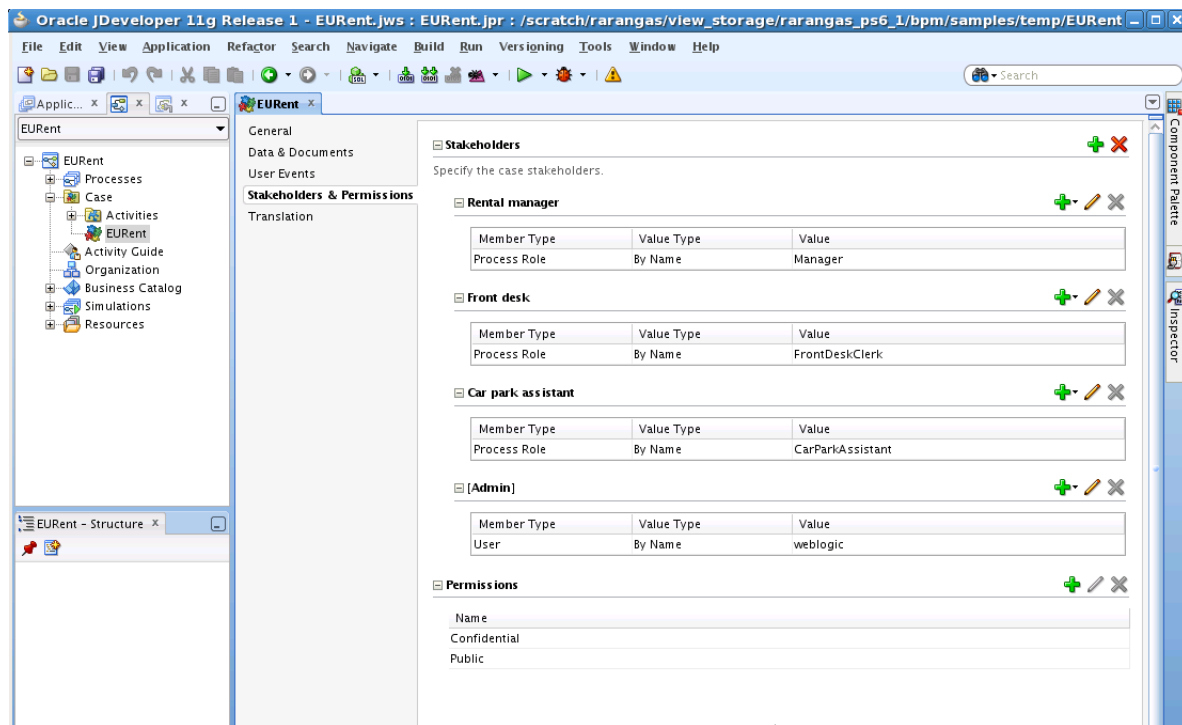 Oracle JDeveloper 11g Release 1 - EURent.jws : EURent.jpr : /scratch/rarangas/view_storage/rarangas_ps6_1/bpm/samples/temp/EURent
File Edit View Application Refactor Search Navigate Build Run Versioning Tools Window Help
Search
Applic...
EURent
EURent
EURent
Processes
Case
Activities
EURent
Activity Guide
Organization
Business Catalog
Simulations
Resources
EURent - Structure
General
Data & Documents
User Events
Stakeholders & Permissions
Translation
Stakeholders
Specify the case stakeholders.
Rental manager
Member Type Value Type Value
Process Role By Name Manager
Front desk
Member Type Value Type Value
Process Role By Name FrontDeskClerk
Car park assistant
Member Type Value Type Value
Process Role By Name CarParkAssistant
[Admin]
Member Type Value Type Value
User By Name weblogic
Permissions
Name
Confidential
Public
Component Palette
Inspector